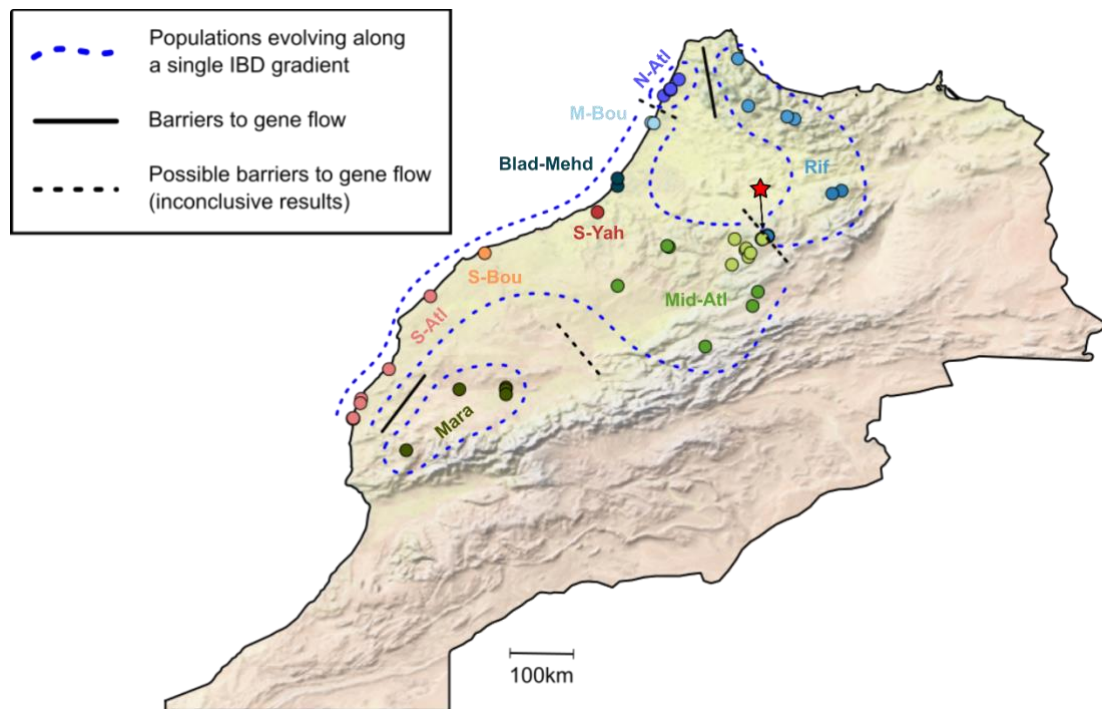 Populations evolving along
a single IBD gradient
Barriers to gene flow
Possible barriers to gene flow
(inconclusive results)
N-Atl
M-Bou
Blad-Mehd
Rif
S-Yah
S-Bou
Mid-Atl
S-Atl
Mara
100km